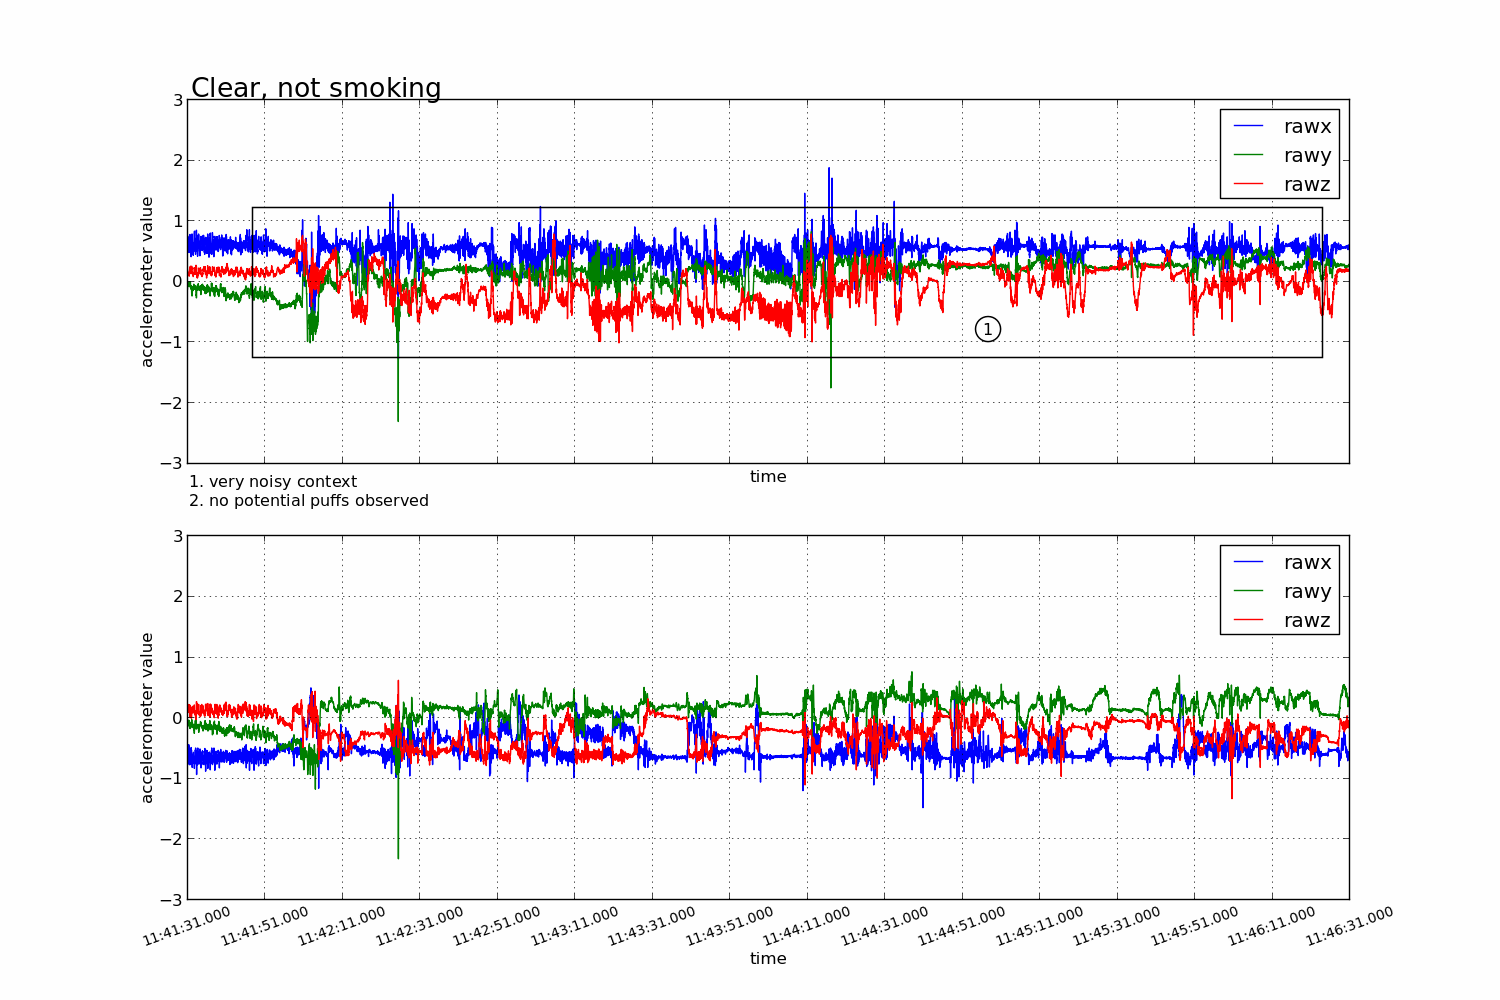 Clear, not smoking
3
2
1
0
−1
−2
−3
accelerometer value
rawx
rawy
rawz
1
time
1. very noisy context
2. no potential puffs observed
3
2
1
0
−1
−2
−3
accelerometer value
rawx
rawy
rawz
11:41:31.000
11:41:51.000
11:42:11.000
11:42:31.000
11:42:51.000
11:43:11.000
11:43:31.000
11:43:51.000
11:44:11.000
11:44:31.000
11:44:51.000
11:45:11.000
11:45:31.000
11:45:51.000
11:46:11.000
11:46:31.000
time